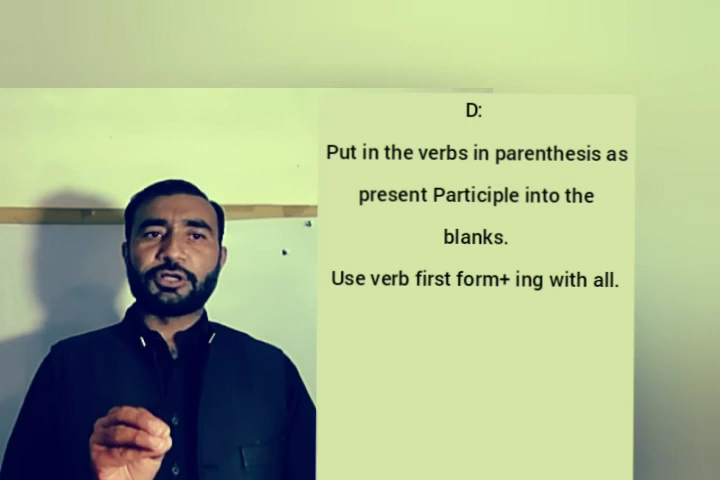 D:
Put in the verbs in parenthesis as
present Participle into the
blanks.
Use verb first form+ ing with all.